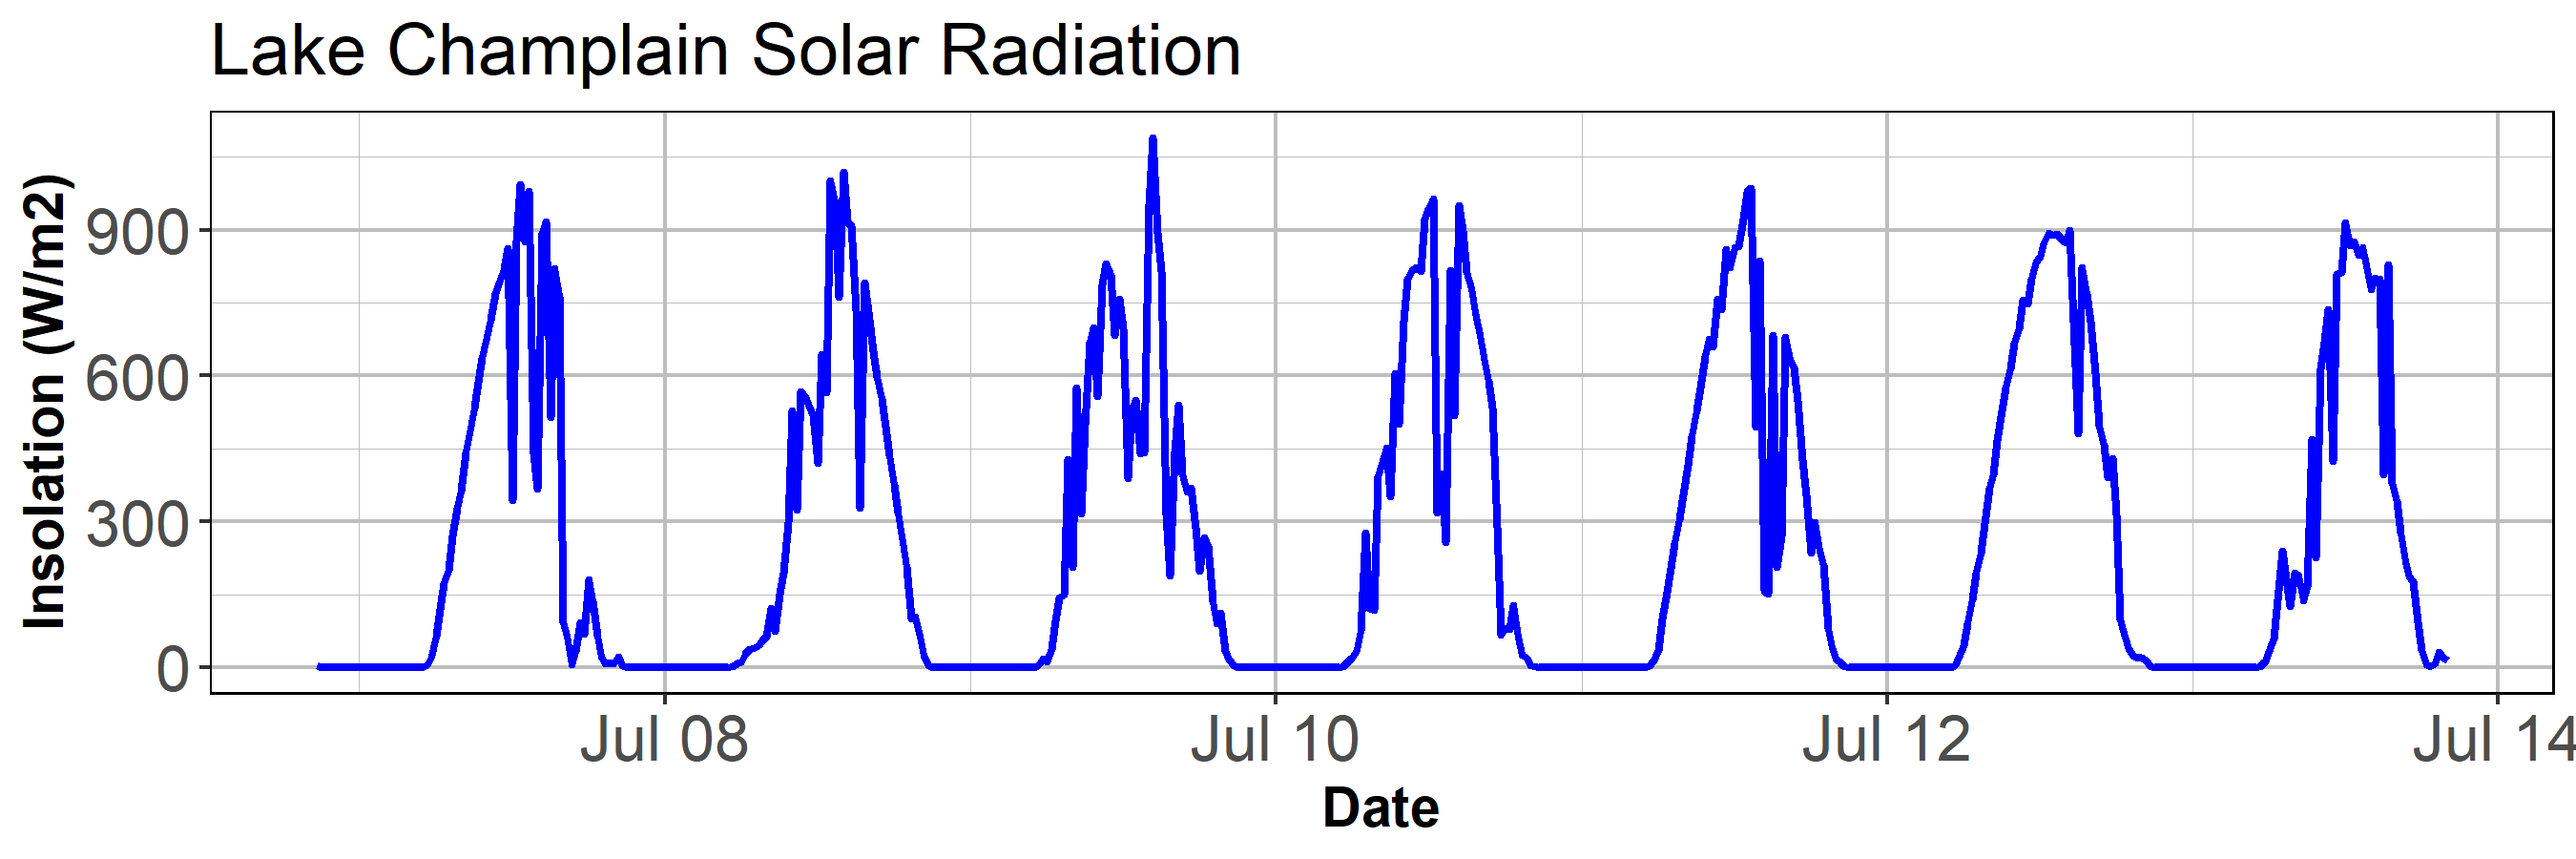 Lake Champlain Solar Radiation
Insolation (W/m2)
900
600
300
0
Jul 08
Jul 10
Jul 12
Jul 14
Date